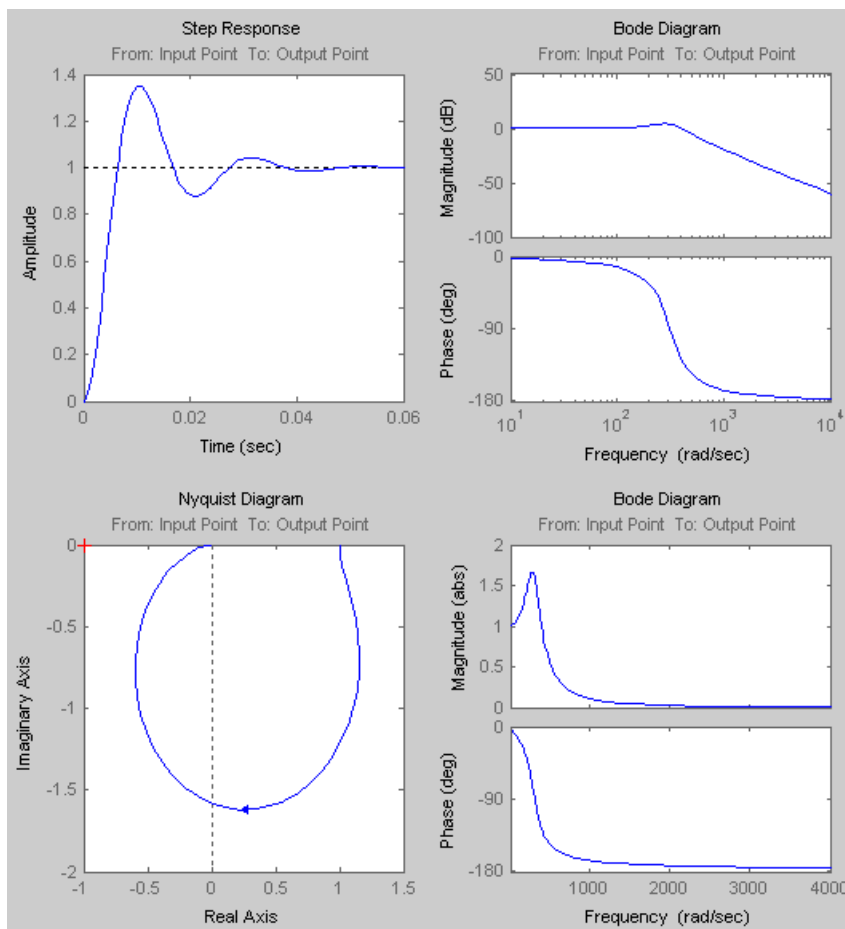 Step Response
From: Input Point To: Output Point
Amplitude
1.4
1.2
1
0.8
0.6
0.4
0.2
0
0 0.02 0.04 0.06
Time (sec)
Bode Diagram
From: Input Point To: Output Point
Magnitude (dB)
50
0
-50
-100
Phase (deg)
0
-90
-180
10¹ 10² 10³ 10⁴
Frequency (rad/sec)
Nyquist Diagram
From: Input Point To: Output Point
Imaginary Axis
0
-0.5
-1
-1.5
-2
-1 -0.5 0 0.5 1 1.5
Real Axis
Bode Diagram
From: Input Point To: Output Point
Magnitude (abs)
2
1.5
1
0.5
0
Phase (deg)
0
-90
-180
1000 2000 3000 4000
Frequency (rad/sec)